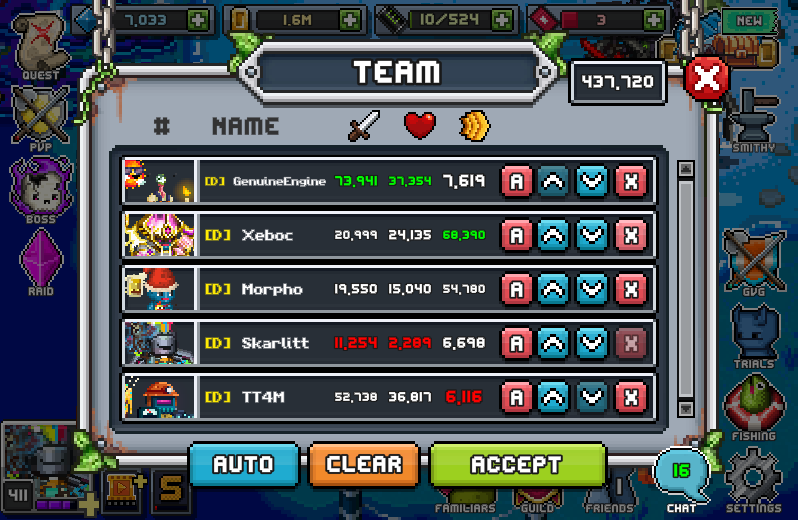 7,033
1.6M
10/524
3
NEW
TEAM
437,720
QUEST
PVP
BOSS
RAID
SMITHY
GVG
TRIALS
FISHING
SETTINGS
# NAME
[D] GenuineEngine 73,941 37,354 7,619 A X
[D] Xeboc 20,999 24,135 68,390 A X
[D] Morpho 19,550 15,040 54,780 A X
[D] Skarlitt 11,254 2,289 6,698 A X
[D] TT4M 52,738 36,817 6,116 A X
AUTO
CLEAR
ACCEPT
411
S
FAMILIARS
GUILD
FRIENDS
16
CHAT